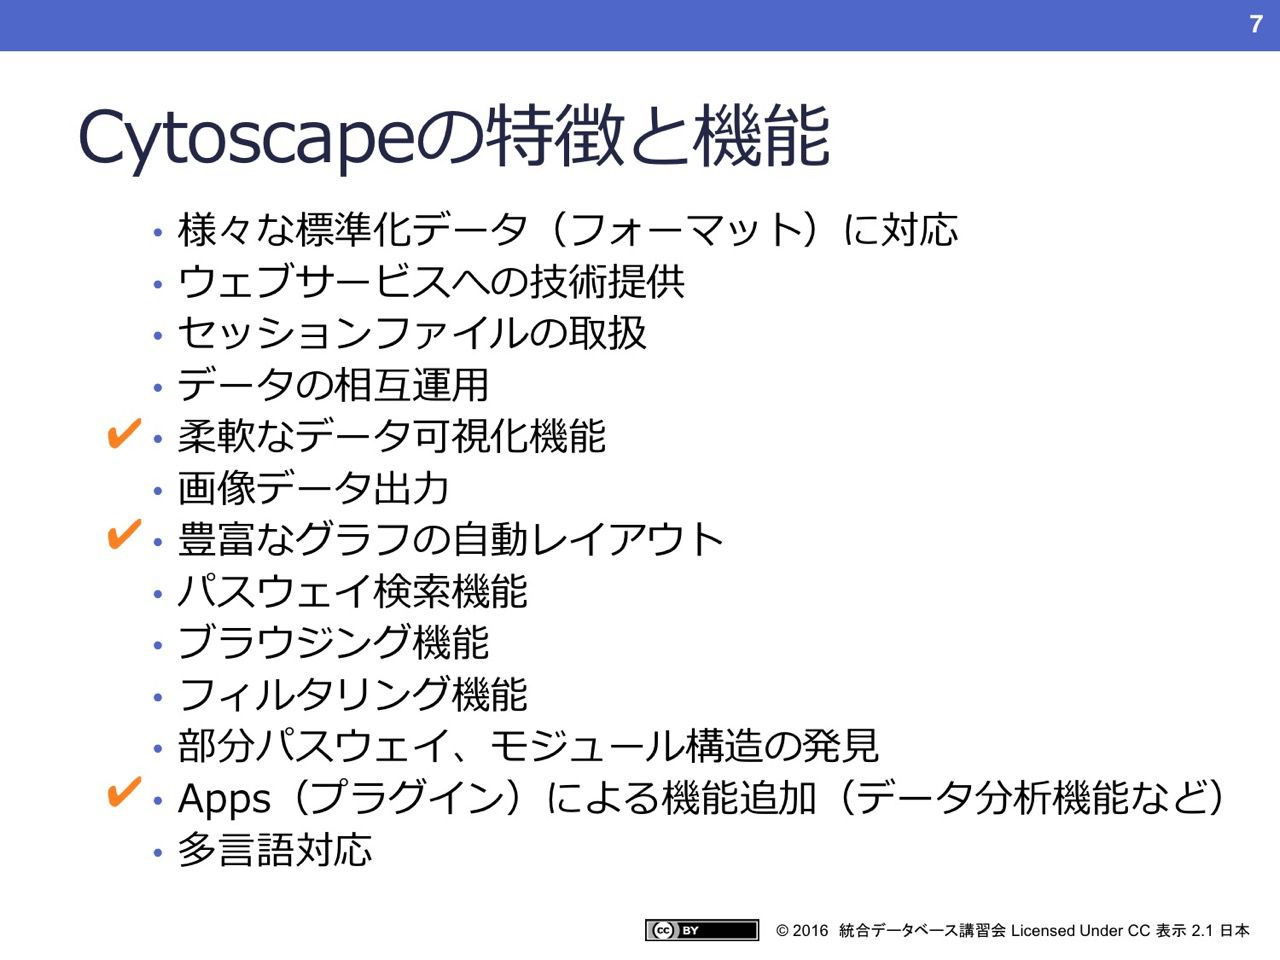 7
Cytoscapeの特徴と機能
• 様々な標準化データ（フォーマット）に対応
• ウェブサービスへの技術提供
• セッションファイルの取扱
• データの相互運用
✔ • 柔軟なデータ可視化機能
• 画像データ出力
✔ • 豊富なグラフの自動レイアウト
• パスウェイ検索機能
• ブラウジング機能
• フィルタリング機能
• 部分パスウェイ、モジュール構造の発見
✔ • Apps（プラグイン）による機能追加（データ分析機能など）
• 多言語対応
cc BY © 2016 統合データベース講習会 Licensed Under CC 表示 2.1 日本